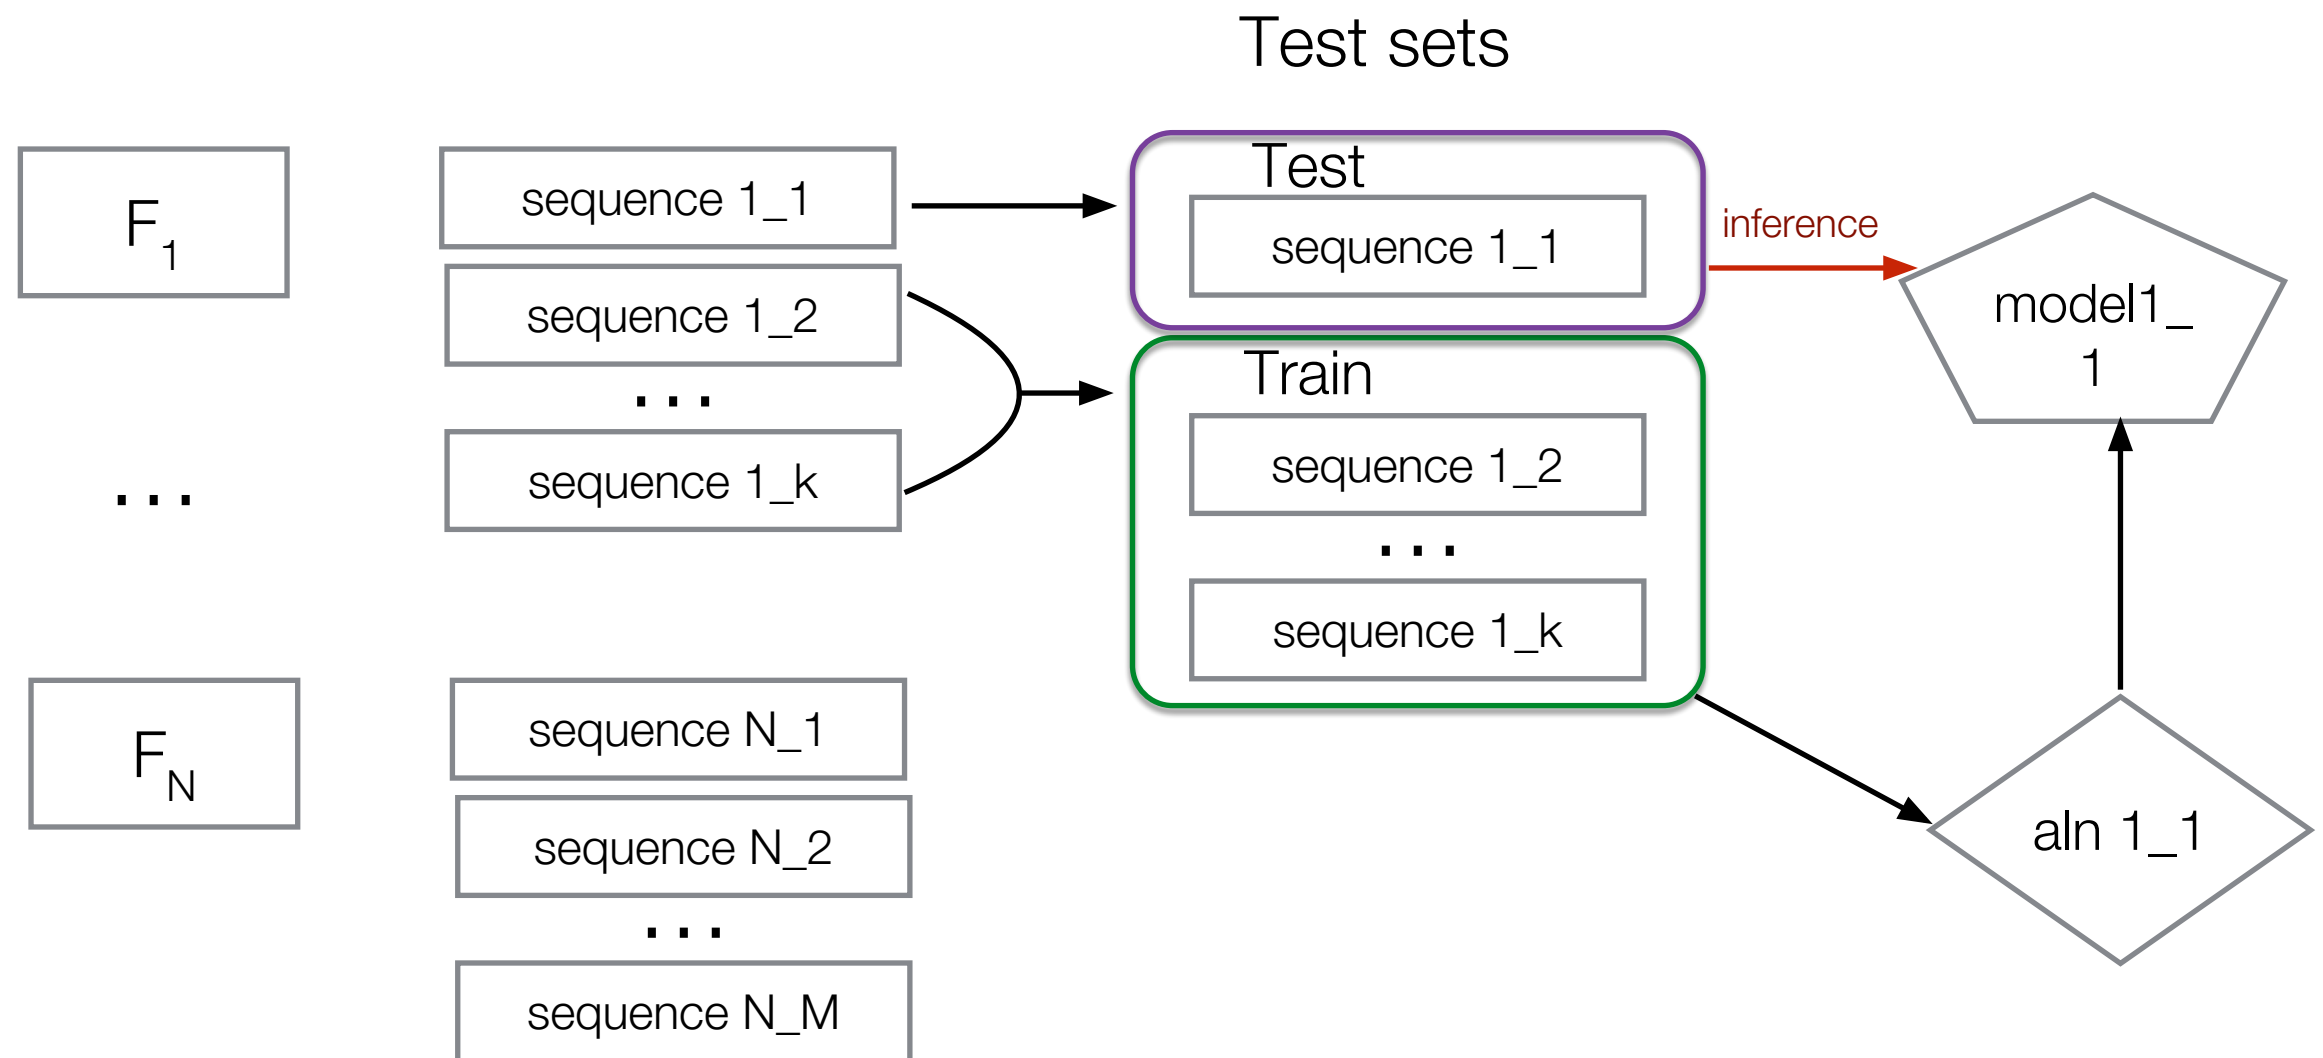 Test sets
F1
sequence 1_1
sequence 1_2
...
sequence 1_k
...
FN
sequence N_1
sequence N_2
...
sequence N_M
Test
sequence 1_1
Train
sequence 1_2
...
sequence 1_k
inference
model1_
1
aln 1_1